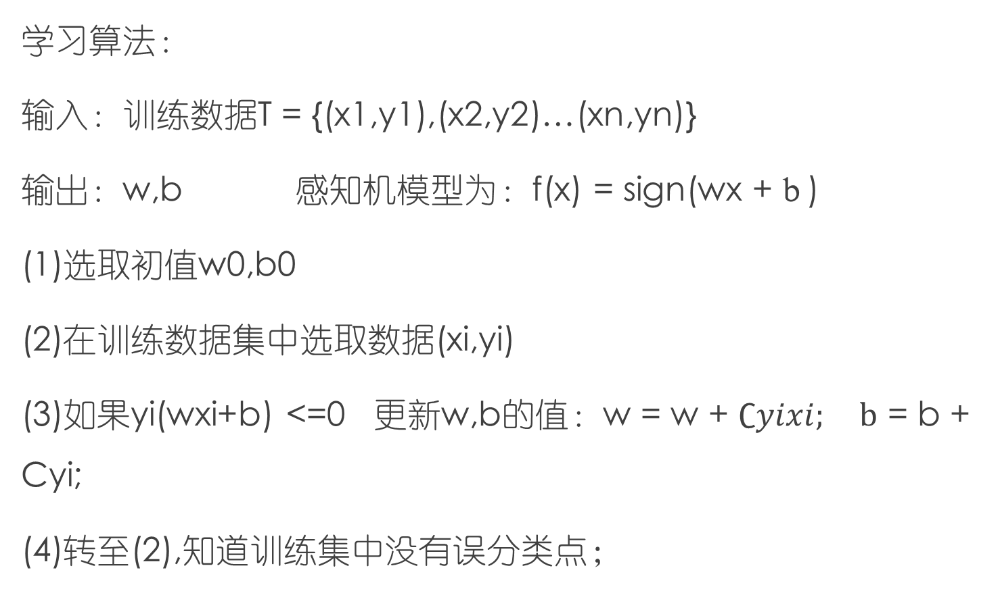 学习算法：
输入：训练数据T = {(x1,y1),(x2,y2)…(xn,yn)}
输出：w,b 感知机模型为：f(x) = sign(wx + b )
(1)选取初值w0,b0
(2)在训练数据集中选取数据(xi,yi)
(3)如果yi(wxi+b) <=0 更新w,b的值：w = w + Cyixi; b = b +
Cyi;
(4)转至(2),知道训练集中没有误分类点；